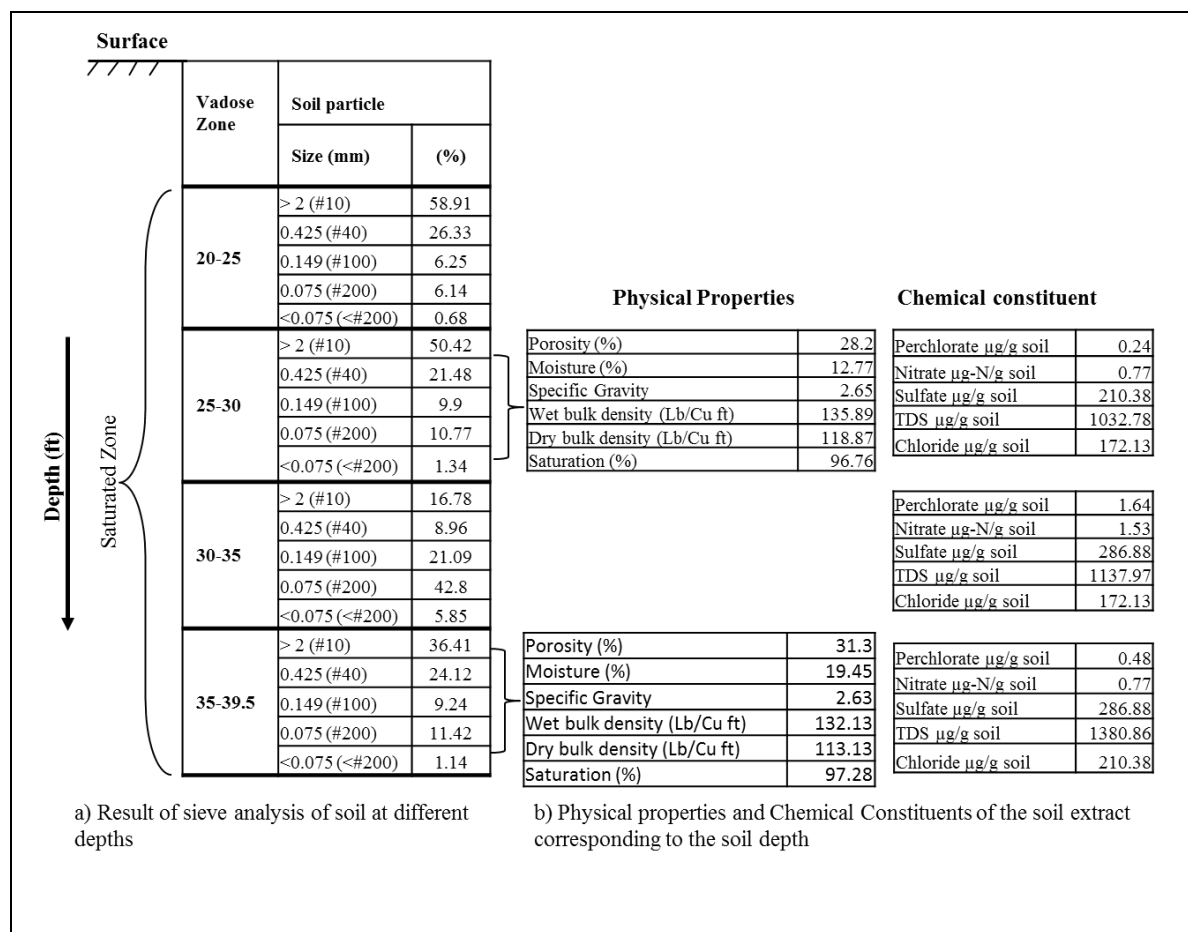 Surface
Vadose
Zone
Soil particle
Size (mm) (%)
Depth (ft)
Saturated Zone
20-25
> 2 (#10) 58.91
0.425 (#40) 26.33
0.149 (#100) 6.25
0.075 (#200) 6.14
<0.075 (<#200) 0.68
25-30
> 2 (#10) 50.42
0.425 (#40) 21.48
0.149 (#100) 9.9
0.075 (#200) 10.77
<0.075 (<#200) 1.34
30-35
> 2 (#10) 16.78
0.425 (#40) 8.96
0.149 (#100) 21.09
0.075 (#200) 42.8
<0.075 (<#200) 5.85
35-39.5
> 2 (#10) 36.41
0.425 (#40) 24.12
0.149 (#100) 9.24
0.075 (#200) 11.42
<0.075 (<#200) 1.14
a) Result of sieve analysis of soil at different
depths
Physical Properties
Porosity (%) 28.2
Moisture (%) 12.77
Specific Gravity 2.65
Wet bulk density (Lb/Cu ft) 135.89
Dry bulk density (Lb/Cu ft) 118.87
Saturation (%) 96.76
Porosity (%) 31.3
Moisture (%) 19.45
Specific Gravity 2.63
Wet bulk density (Lb/Cu ft) 132.13
Dry bulk density (Lb/Cu ft) 113.13
Saturation (%) 97.28
Chemical constituent
Perchlorate µg/g soil 0.24
Nitrate µg-N/g soil 0.77
Sulfate µg/g soil 210.38
TDS µg/g soil 1032.78
Chloride µg/g soil 172.13
Perchlorate µg/g soil 1.64
Nitrate µg-N/g soil 1.53
Sulfate µg/g soil 286.88
TDS µg/g soil 1137.97
Chloride µg/g soil 172.13
Perchlorate µg/g soil 0.48
Nitrate µg-N/g soil 0.77
Sulfate µg/g soil 286.88
TDS µg/g soil 1380.86
Chloride µg/g soil 210.38
b) Physical properties and Chemical Constituents of the soil extract
corresponding to the soil depth